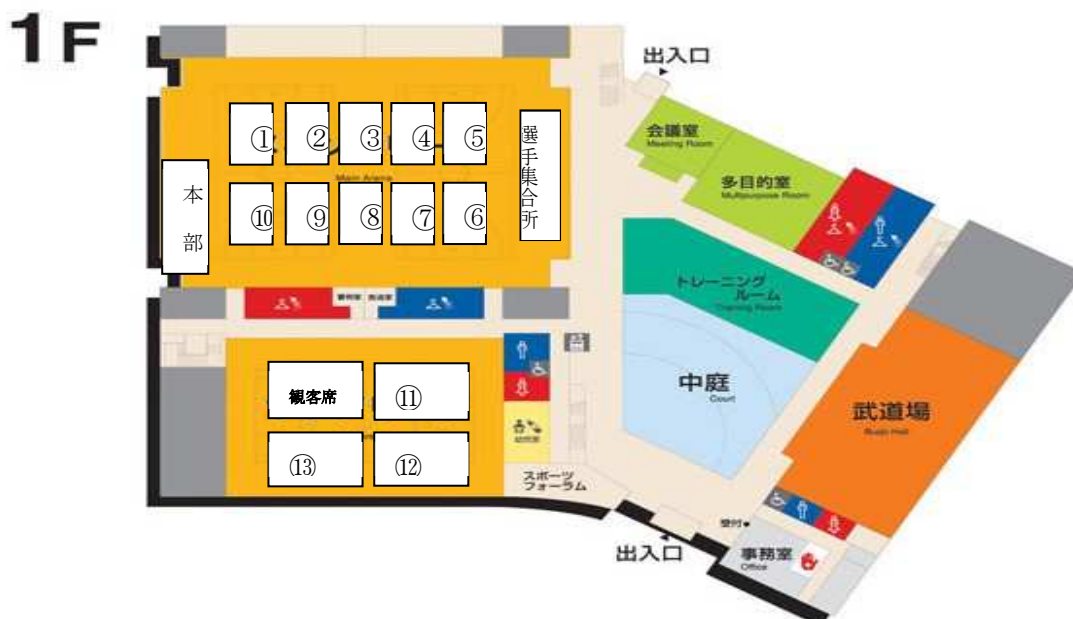 1F
出入口
会議室
Meeting Room
多目的室
Multipurpose Room
① ② ③ ④ ⑤
選手集合所
Main Arena
本部
⑩ ⑨ ⑧ ⑦ ⑥
トレーニング
ルーム
Training Room
中庭
Court
武道場
Budo Hall
観客席
⑪
⑬
⑫
幼児室
スポーツ
フォーラム
受付
出入口
事務室
Office